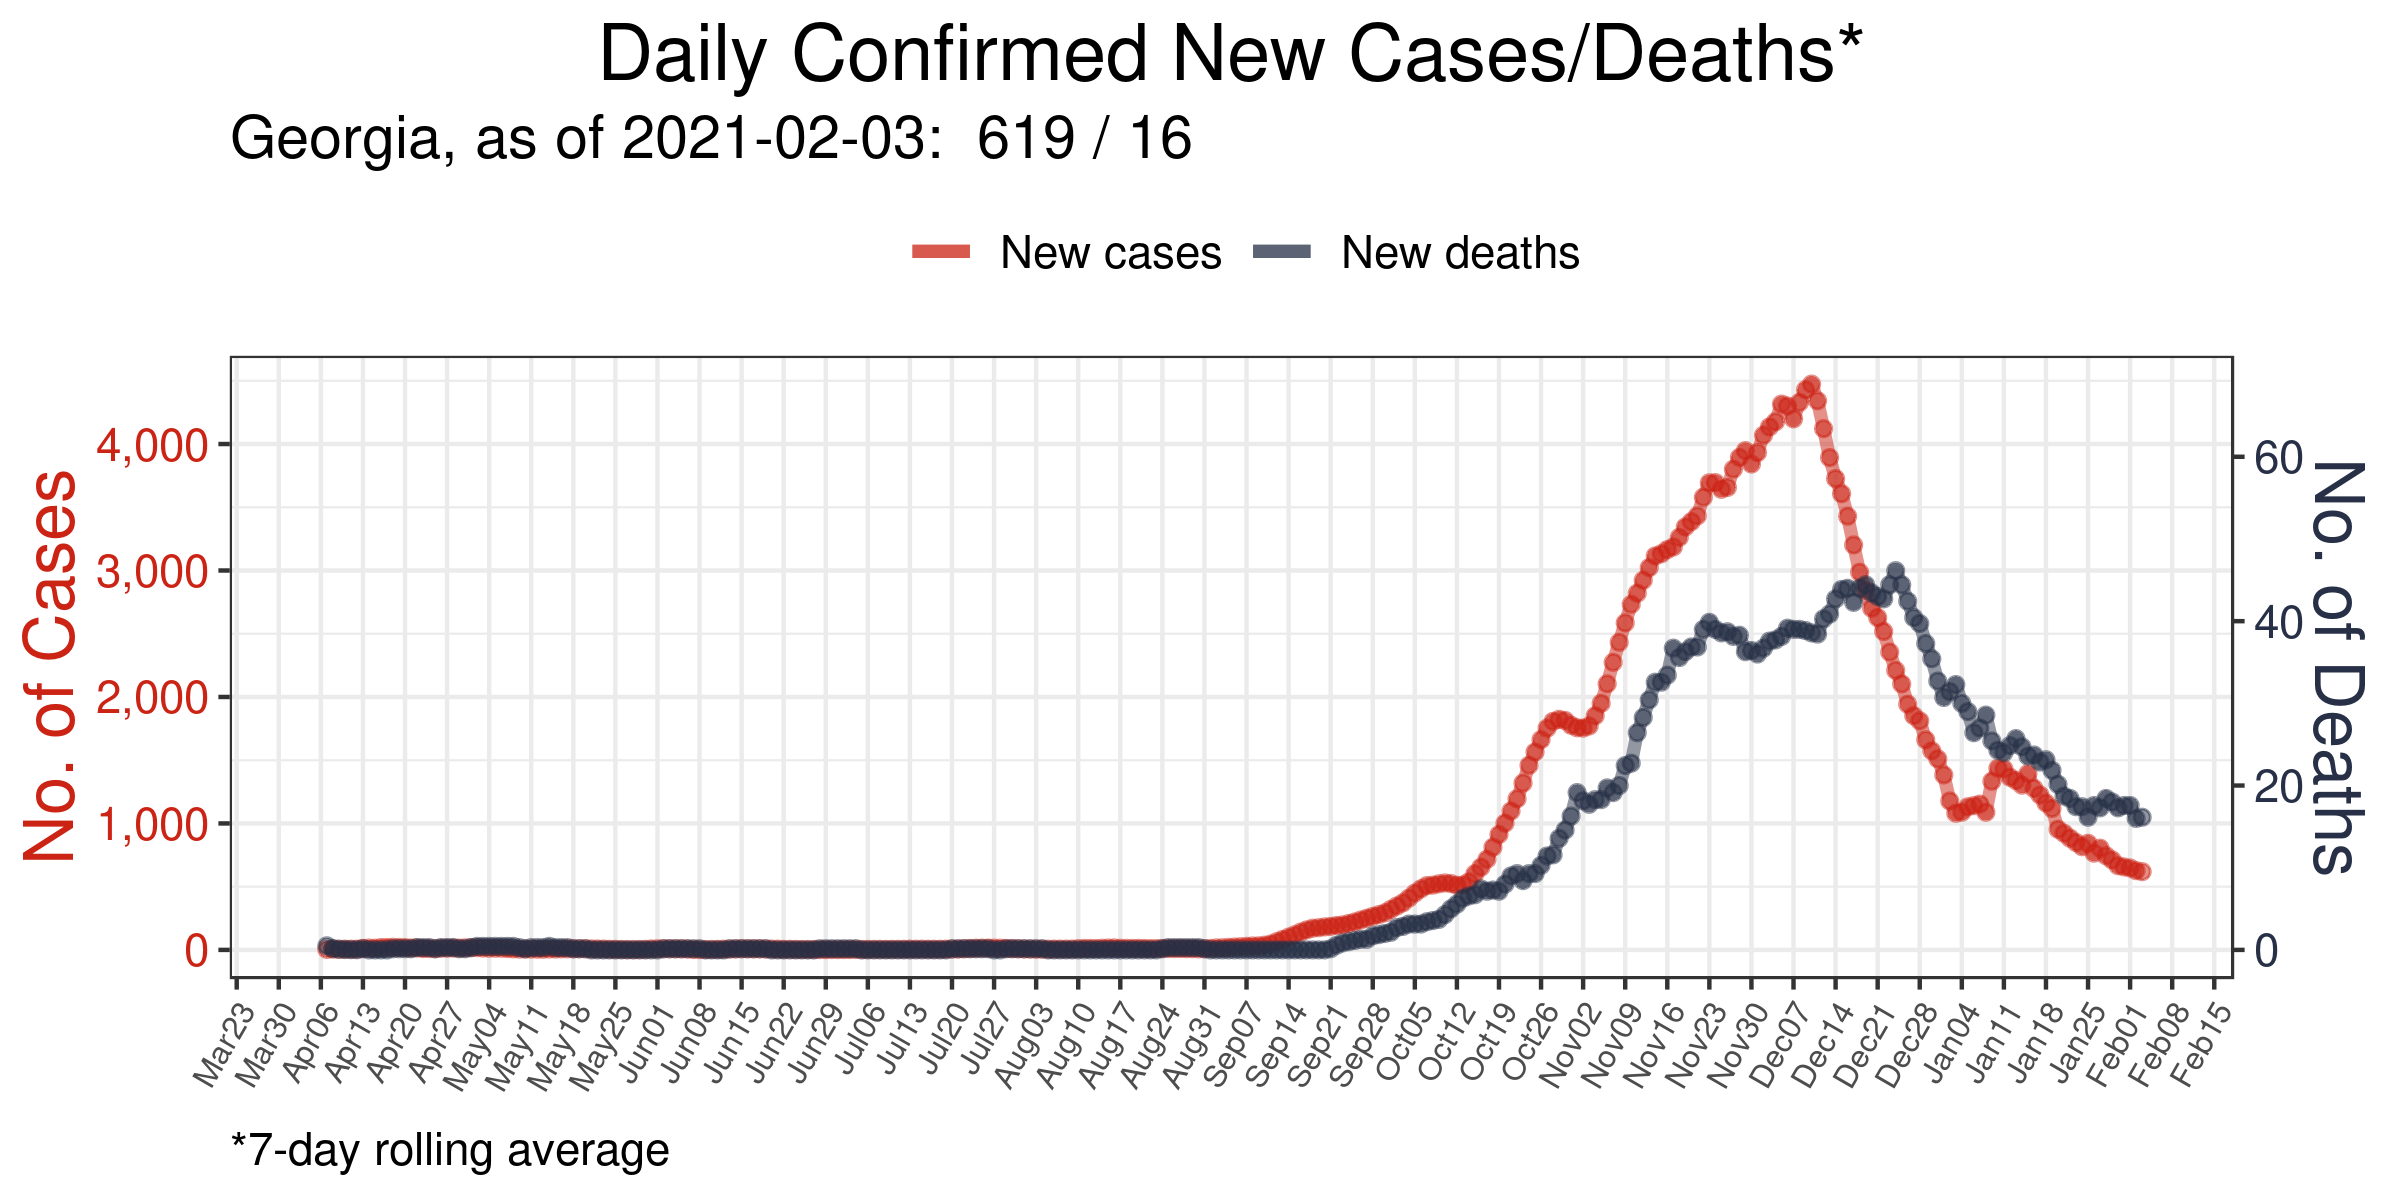 Daily Confirmed New Cases/Deaths*
Georgia, as of 2021-02-03:  619 / 16
New cases
New deaths
No. of Cases
4,000
3,000
2,000
1,000
0
60
40
20
0
No. of Deaths
Mar23
Mar30
Apr06
Apr13
Apr20
Apr27
May04
May11
May18
May25
Jun01
Jun08
Jun15
Jun22
Jun29
Jul06
Jul13
Jul20
Jul27
Aug03
Aug10
Aug17
Aug24
Aug31
Sep07
Sep14
Sep21
Sep28
Oct05
Oct12
Oct19
Oct26
Nov02
Nov09
Nov16
Nov23
Nov30
Dec07
Dec14
Dec21
Dec28
Jan04
Jan11
Jan18
Jan25
Feb01
Feb08
Feb15
*7-day rolling average